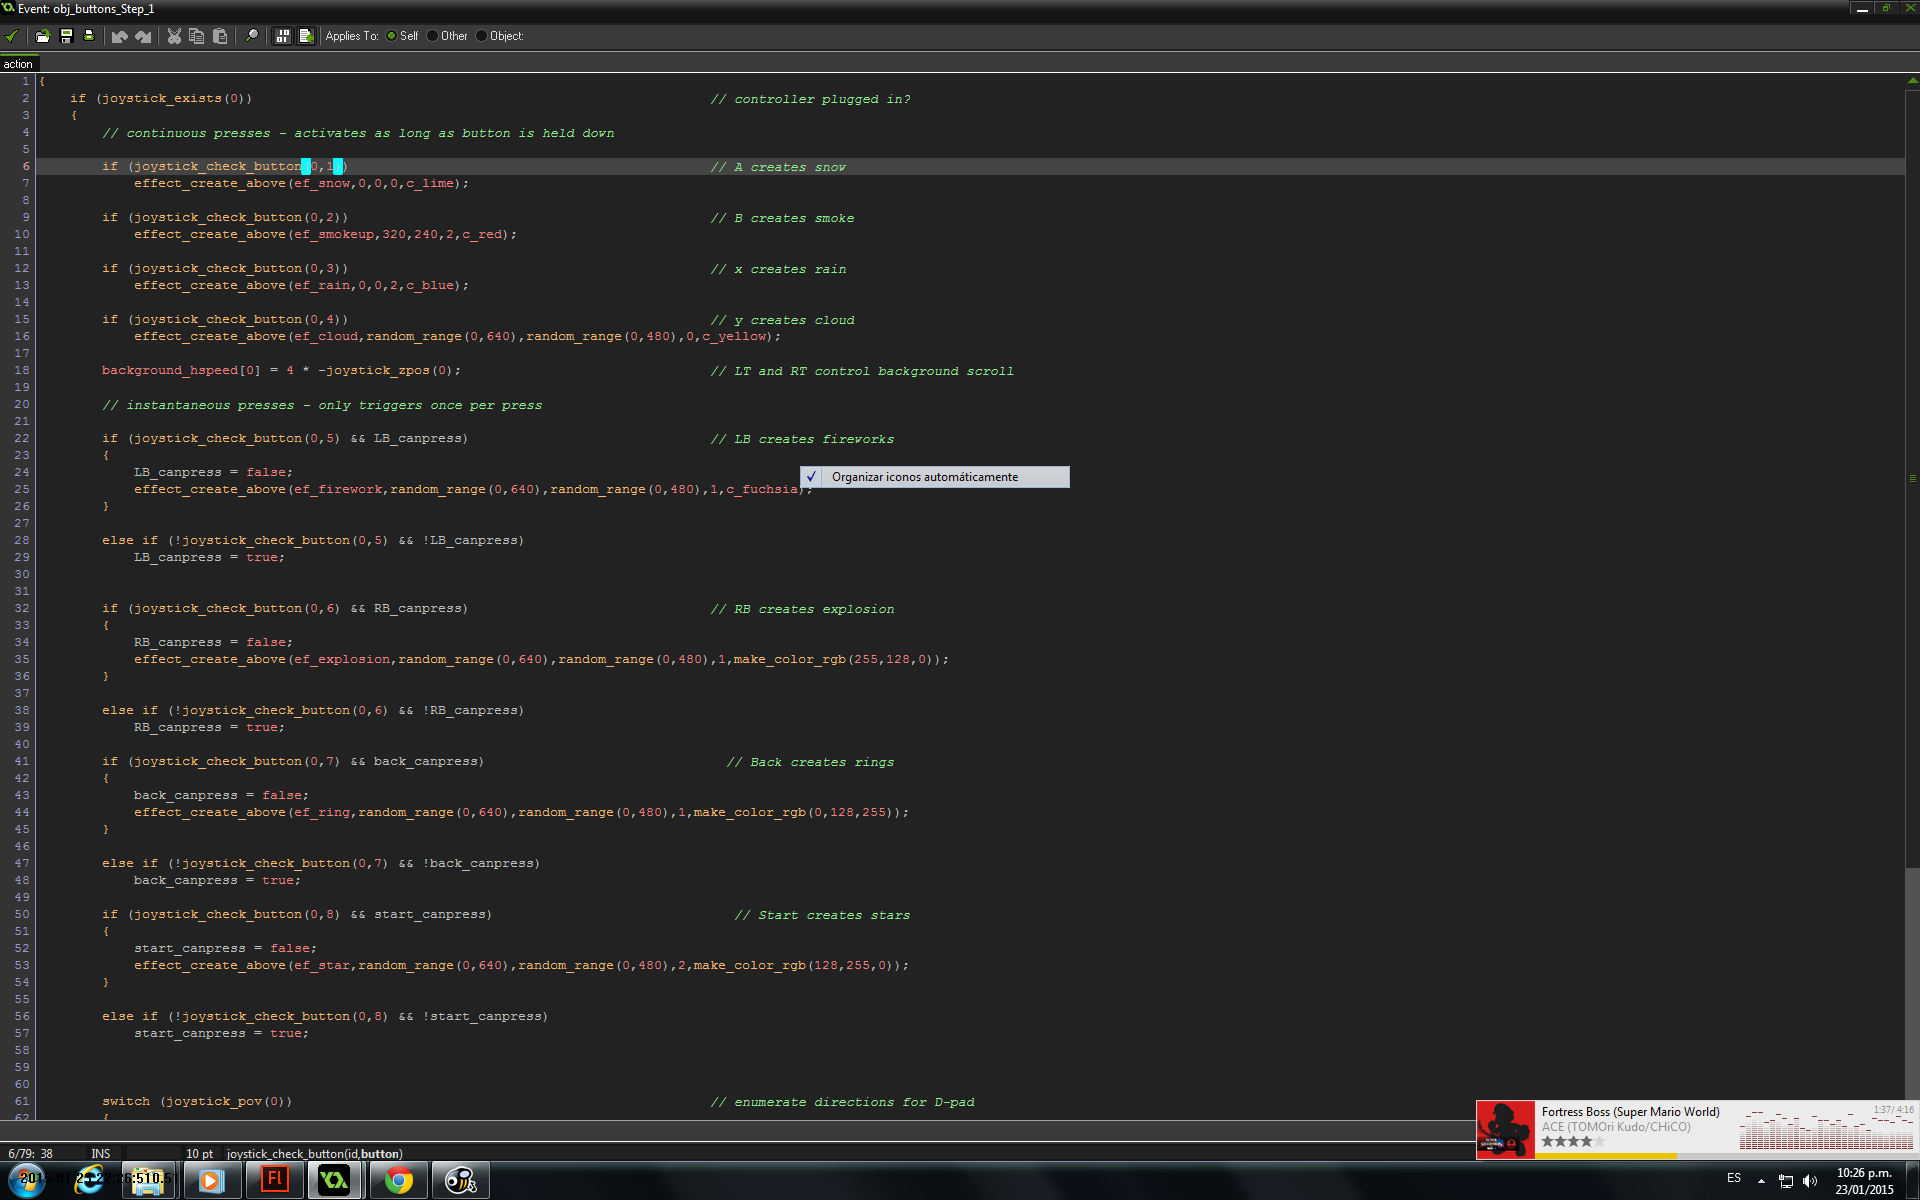 Event: obj_buttons_Step_1
Applies To: Self Other Object:
action
1 {
2 if (joystick_exists(0)) // controller plugged in?
3 {
4 // continuous presses - activates as long as button is held down
5
6 if (joystick_check_button(0,1)) // A creates snow
7 effect_create_above(ef_snow,0,0,0,c_lime);
8
9 if (joystick_check_button(0,2)) // B creates smoke
10 effect_create_above(ef_smokeup,320,240,2,c_red);
11
12 if (joystick_check_button(0,3)) // x creates rain
13 effect_create_above(ef_rain,0,0,2,c_blue);
14
15 if (joystick_check_button(0,4)) // y creates cloud
16 effect_create_above(ef_cloud,random_range(0,640),random_range(0,480),0,c_yellow);
17
18 background_hspeed[0] = 4 * -joystick_zpos(0); // LT and RT control background scroll
19
20 // instantaneous presses - only triggers once per press
21
22 if (joystick_check_button(0,5) && LB_canpress) // LB creates fireworks
23 {
24 LB_canpress = false;
Organizar iconos automáticamente
25 effect_create_above(ef_firework,random_range(0,640),random_range(0,480),1,c_fuchsia);
26 }
27
28 else if (!joystick_check_button(0,5) && !LB_canpress)
29 LB_canpress = true;
30
31
32 if (joystick_check_button(0,6) && RB_canpress) // RB creates explosion
33 {
34 RB_canpress = false;
35 effect_create_above(ef_explosion,random_range(0,640),random_range(0,480),1,make_color_rgb(255,128,0));
36 }
37
38 else if (!joystick_check_button(0,6) && !RB_canpress)
39 RB_canpress = true;
40
41 if (joystick_check_button(0,7) && back_canpress) // Back creates rings
42 {
43 back_canpress = false;
44 effect_create_above(ef_ring,random_range(0,640),random_range(0,480),1,make_color_rgb(0,128,255));
45 }
46
47 else if (!joystick_check_button(0,7) && !back_canpress)
48 back_canpress = true;
49
50 if (joystick_check_button(0,8) && start_canpress) // Start creates stars
51 {
52 start_canpress = false;
53 effect_create_above(ef_star,random_range(0,640),random_range(0,480),2,make_color_rgb(128,255,0));
54 }
55
56 else if (!joystick_check_button(0,8) && !start_canpress)
57 start_canpress = true;
58
59
60
61 switch (joystick_pov(0)) // enumerate directions for D-pad
62 {
Fortress Boss (Super Mario World) 1:37/ 4:16
ACE (TOMOri Kudo/CHiCO)
6/79: 38 INS 10 pt joystick_check_button(id,button)
Fl
ES
10:26 p.m.
23/01/2015